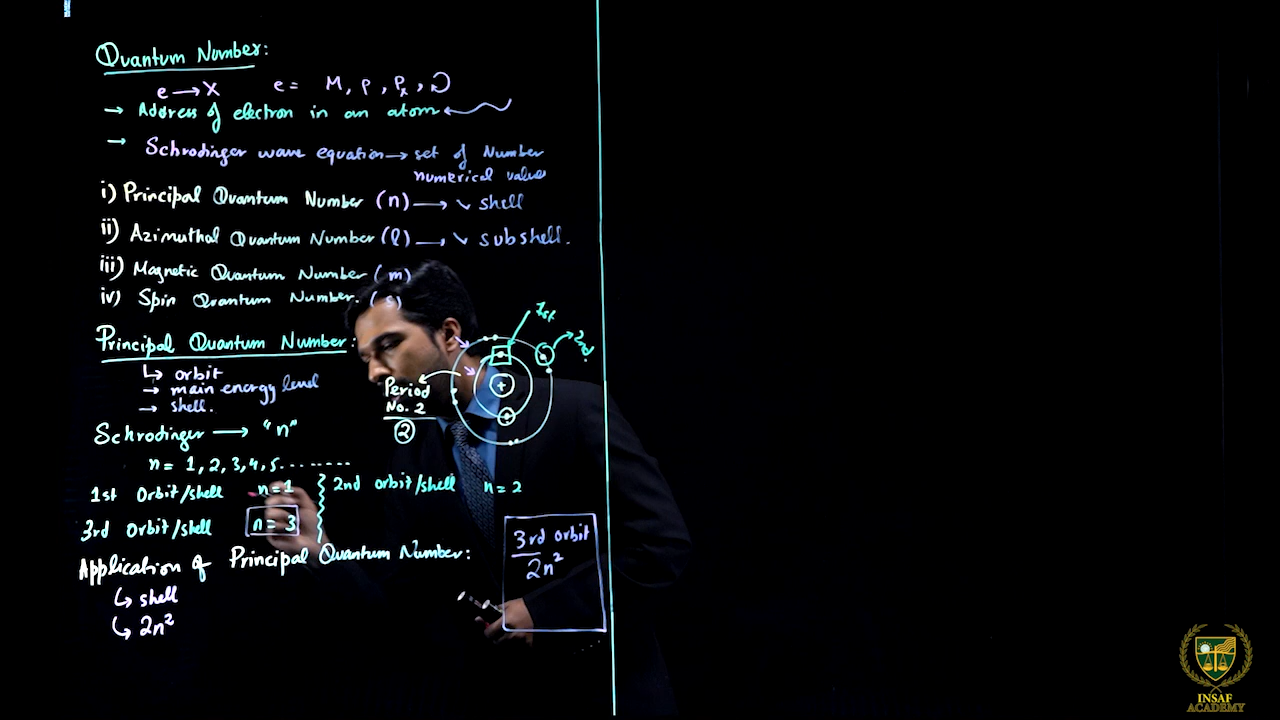 Quantum Number:
e → X e = M, P, Px, D
→ Address of electron in an atom ←
→ Schrodinger wave equation → set of Number
numerical value
i) Principal Quantum Number (n) → shell
ii) Azimuthal Quantum Number (l) → subshell.
iii) Magnetic Quantum Number (m)
iv) Spin Quantum Number. (s)
Principal Quantum Number:
↳ orbit
→ main energy level
→ shell.
1st
2nd.
+
Period
No. 2
2
Schrodinger → "n"
n = 1, 2, 3, 4, 5. . . . . . . .
1st Orbit/shell n=1
2nd orbit/shell n = 2
3rd Orbit/shell n = 3
3rd orbit
2n²
Application of Principal Quantum Number:
↳ shell
↳ 2n²
INSAF
ACADEMY